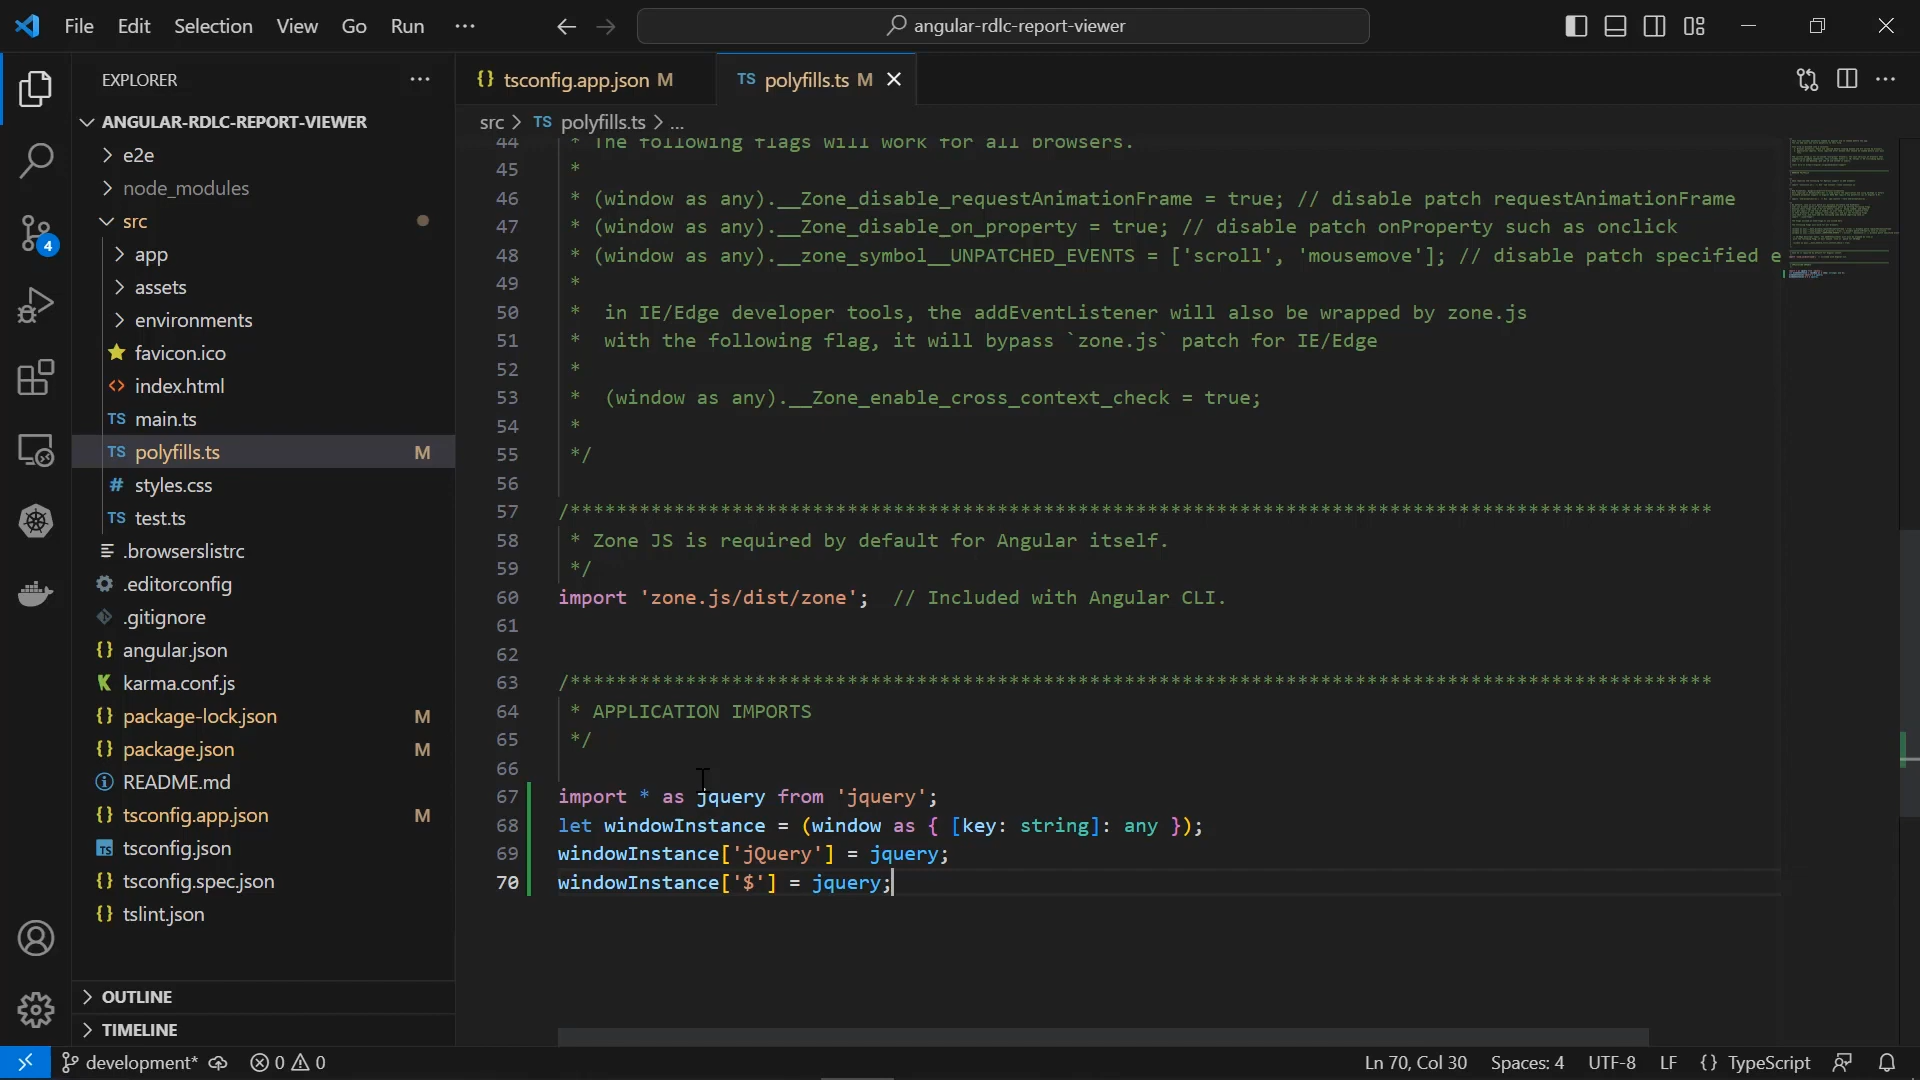 File Edit Selection View Go Run
angular-rdlc-report-viewer
EXPLORER
ANGULAR-RDLC-REPORT-VIEWER
e2e
node_modules
src
app
assets
environments
favicon.ico
index.html
TS main.ts
TS polyfills.ts M
# styles.css
TS test.ts
.browserslistrc
.editorconfig
.gitignore
{} angular.json
karma.conf.js
{} package-lock.json M
{} package.json M
README.md
{} tsconfig.app.json M
TS tsconfig.json
{} tsconfig.spec.json
{} tslint.json
OUTLINE
TIMELINE
4
{} tsconfig.app.json M
TS polyfills.ts M
src > TS polyfills.ts > ...
44 * The following flags will work for all browsers.
45 *
46 * (window as any).__Zone_disable_requestAnimationFrame = true; // disable patch requestAnimationFrame
47 * (window as any).__Zone_disable_on_property = true; // disable patch onProperty such as onclick
48 * (window as any).__zone_symbol__UNPATCHED_EVENTS = ['scroll', 'mousemove']; // disable patch specified e
49 *
50 * in IE/Edge developer tools, the addEventListener will also be wrapped by zone.js
51 * with the following flag, it will bypass `zone.js` patch for IE/Edge
52 *
53 * (window as any).__Zone_enable_cross_context_check = true;
54 *
55 */
56
57 /***************************************************************************************************
58 * Zone JS is required by default for Angular itself.
59 */
60 import 'zone.js/dist/zone'; // Included with Angular CLI.
61
62
63 /***************************************************************************************************
64 * APPLICATION IMPORTS
65 */
66
67 import * as jquery from 'jquery';
68 let windowInstance = (window as { [key: string]: any });
69 windowInstance['jQuery'] = jquery;
70 windowInstance['$'] = jquery;
development* 0 0 Ln 70, Col 30 Spaces: 4 UTF-8 LF {} TypeScript